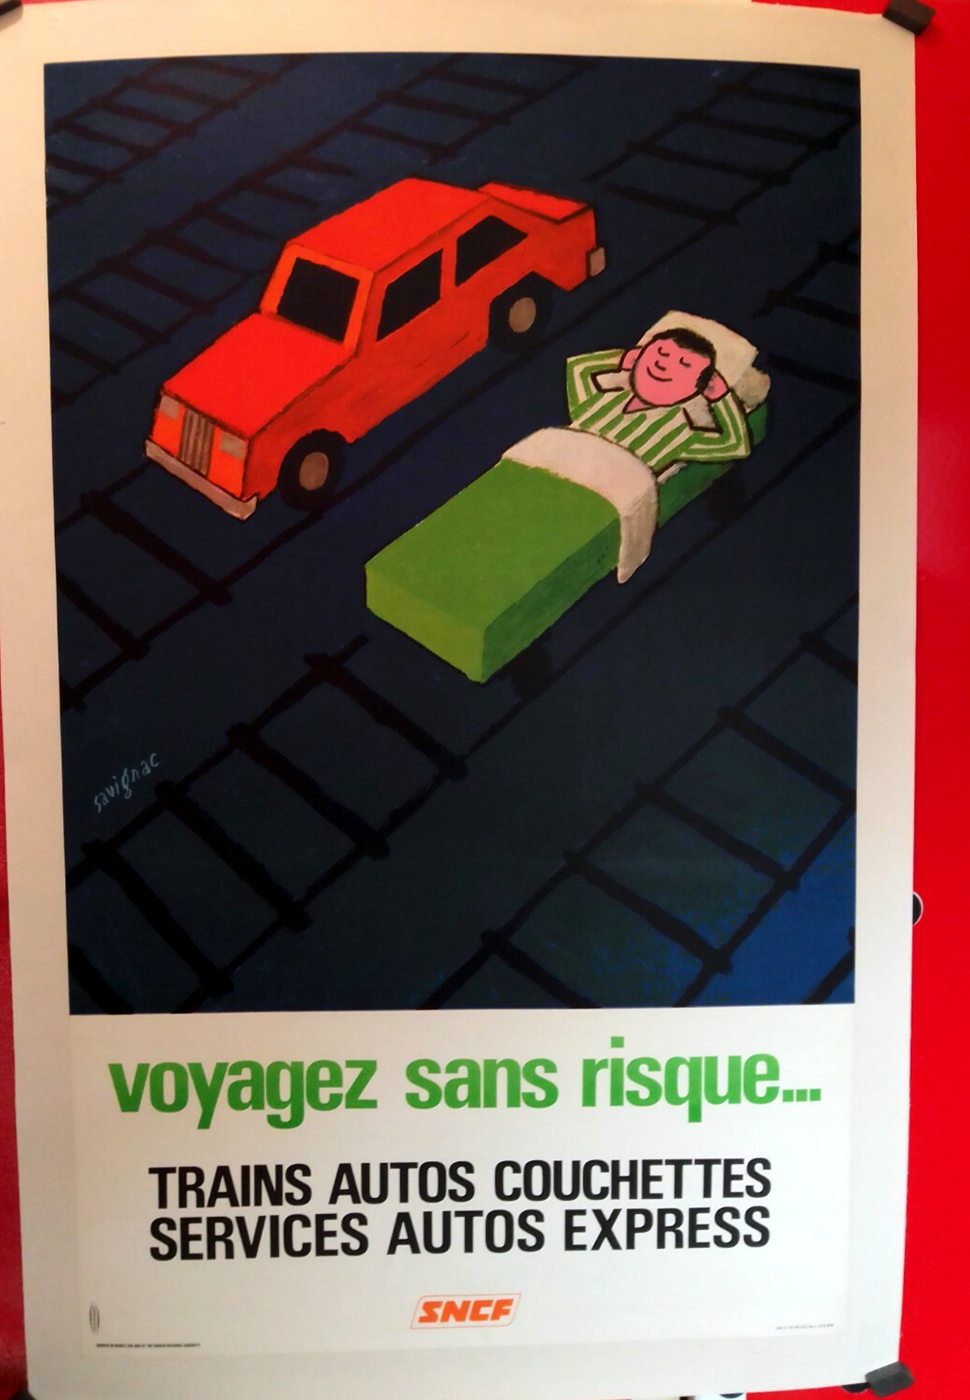 savignac
voyagez sans risque...
TRAINS AUTOS COUCHETTES
SERVICES AUTOS EXPRESS
SNCF